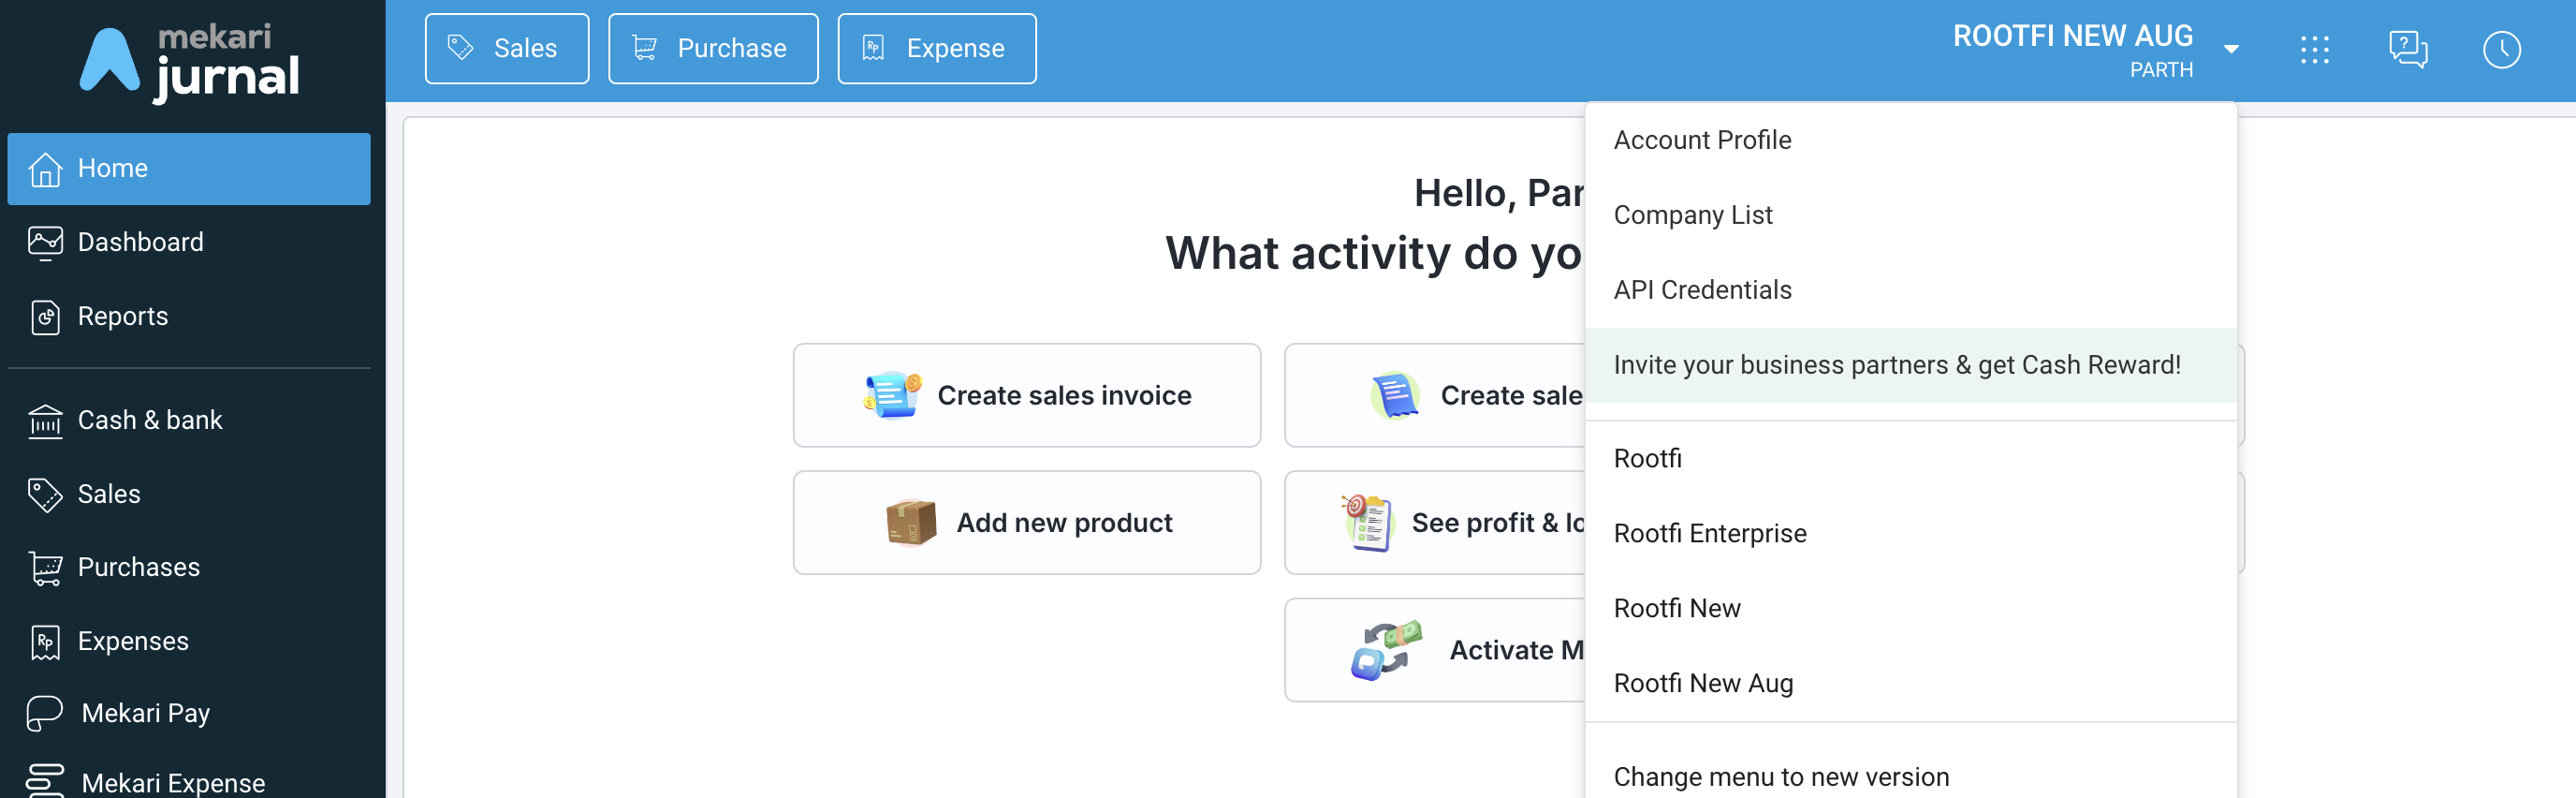 mekari
jurnal
Sales
Purchase
Expense
ROOTFI NEW AUG
PARTH
Home
Dashboard
Reports
Cash & bank
Sales
Purchases
Expenses
Mekari Pay
Mekari Expense
Hello, Par
What activity do yo
Create sales invoice
Create sale
Add new product
See profit & lo
Activate M
Account Profile
Company List
API Credentials
Invite your business partners & get Cash Reward!
Rootfi
Rootfi Enterprise
Rootfi New
Rootfi New Aug
Change menu to new version